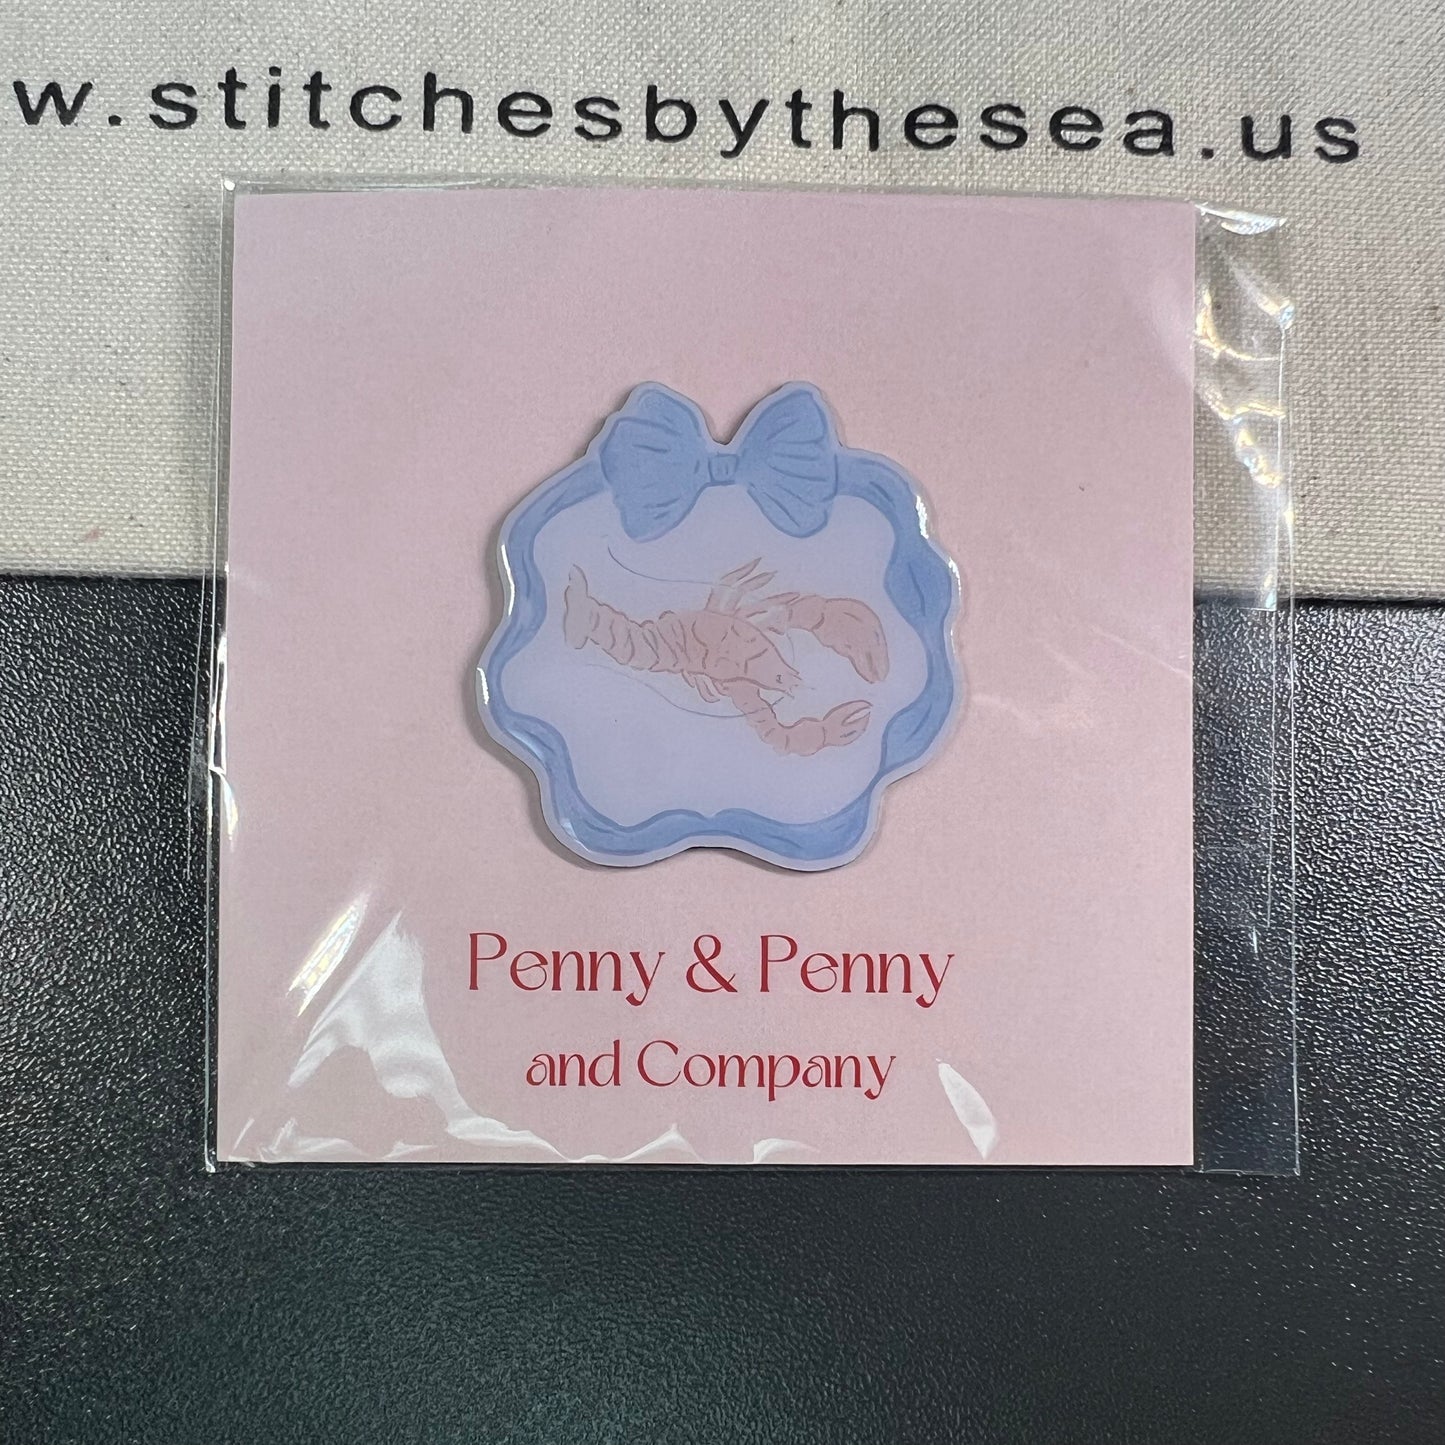 w.stitchesbythesea.us
Penny & Penny
and Company